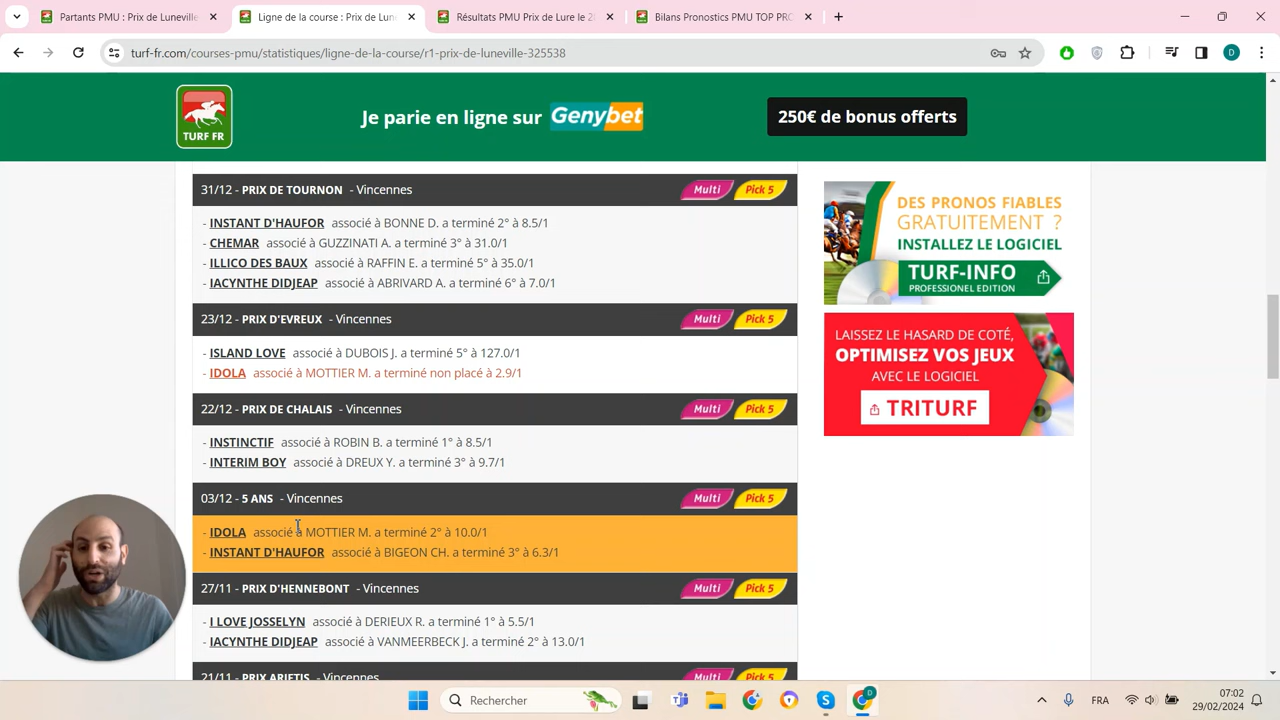 Partants PMU : Prix de Luneville
Ligne de la course : Prix de Lune
Résultats PMU Prix de Lure le 2
Bilans Pronostics PMU TOP PRO
turf-fr.com/courses-pmu/statistiques/ligne-de-la-course/r1-prix-de-luneville-325538
D
TURF FR
Je parie en ligne sur Genybet
250€ de bonus offerts
31/12 - PRIX DE TOURNON - Vincennes
Multi Pick 5
- INSTANT D'HAUFOR associé à BONNE D. a terminé 2° à 8.5/1
- CHEMAR associé à GUZZINATI A. a terminé 3° à 31.0/1
- ILLICO DES BAUX associé à RAFFIN E. a terminé 5° à 35.0/1
- IACYNTHE DIDJEAP associé à ABRIVARD A. a terminé 6° à 7.0/1
23/12 - PRIX D'EVREUX - Vincennes
Multi Pick 5
- ISLAND LOVE associé à DUBOIS J. a terminé 5° à 127.0/1
- IDOLA associé à MOTTIER M. a terminé non placé à 2.9/1
22/12 - PRIX DE CHALAIS - Vincennes
Multi Pick 5
- INSTINCTIF associé à ROBIN B. a terminé 1° à 8.5/1
- INTERIM BOY associé à DREUX Y. a terminé 3° à 9.7/1
03/12 - 5 ANS - Vincennes
Multi Pick 5
- IDOLA associé à MOTTIER M. a terminé 2° à 10.0/1
- INSTANT D'HAUFOR associé à BIGEON CH. a terminé 3° à 6.3/1
27/11 - PRIX D'HENNEBONT - Vincennes
Multi Pick 5
- I LOVE JOSSELYN associé à DERIEUX R. a terminé 1° à 5.5/1
- IACYNTHE DIDJEAP associé à VANMEERBECK J. a terminé 2° à 13.0/1
21/11 - PRIX ARIETIS - Vincennes
Multi Pick 5
DES PRONOS FIABLES
GRATUITEMENT ?
INSTALLEZ LE LOGICIEL
TURF-INFO
PROFESSIONEL EDITION
LAISSEZ LE HASARD DE COTÉ,
OPTIMISEZ VOS JEUX
AVEC LE LOGICIEL
TRITURF
Rechercher
D
FRA
07:02
29/02/2024